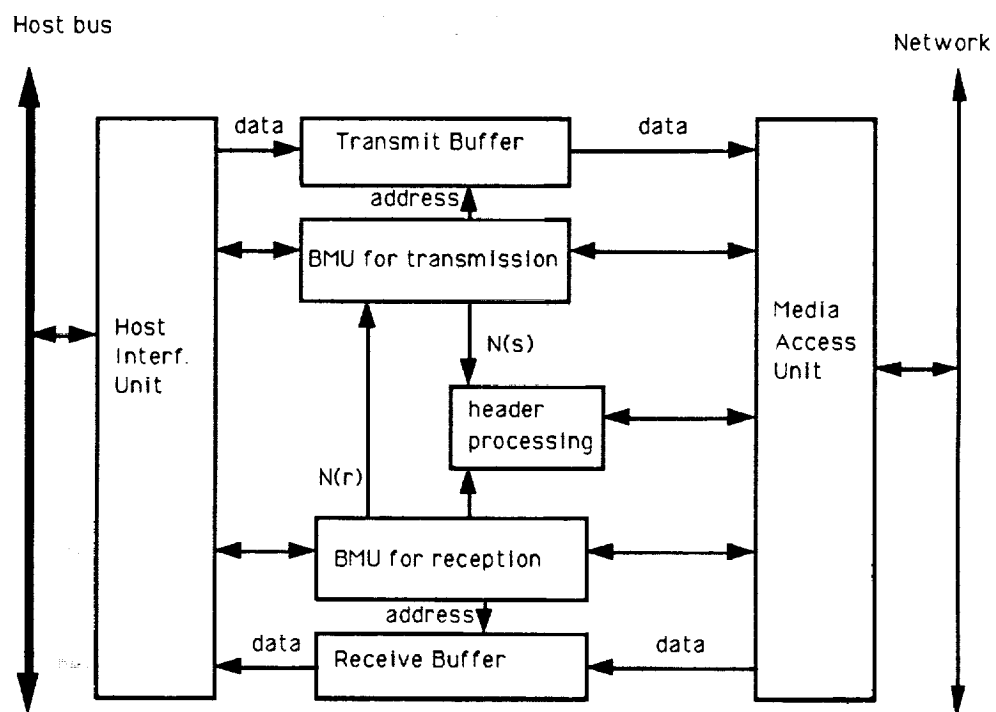 Host bus
Network
data
Transmit Buffer
data
address
BMU for transmission
Host
Interf.
Unit
N(s)
Media
Access
Unit
header
processing
N(r)
BMU for reception
address
data
Receive Buffer
data